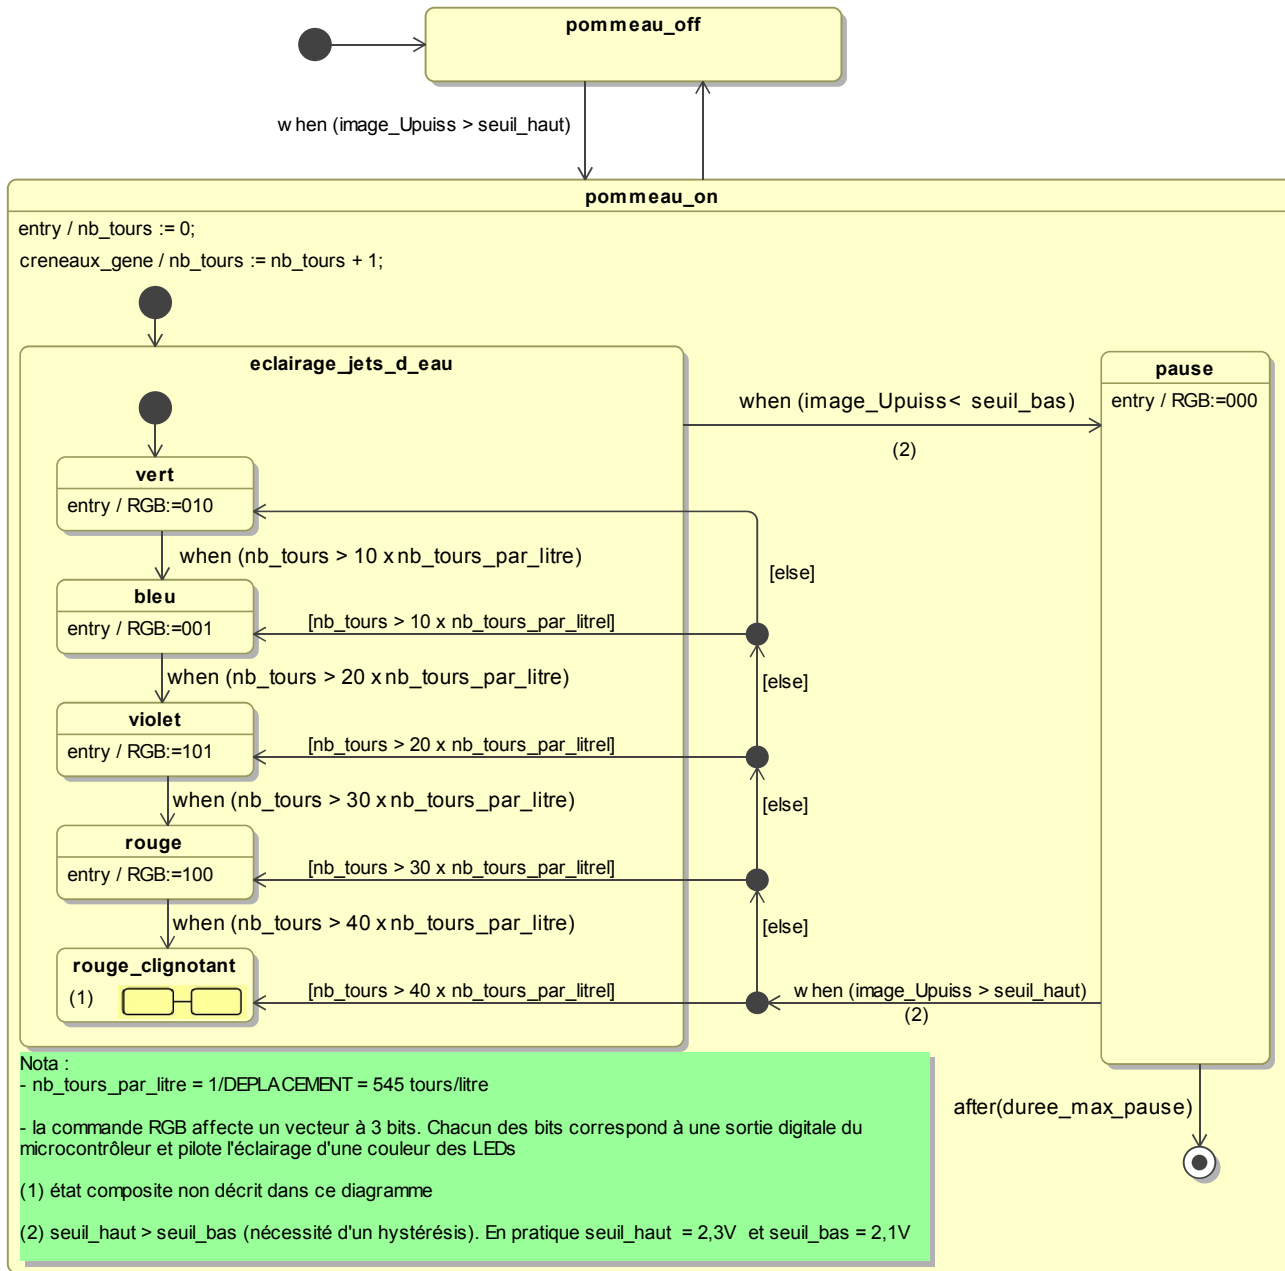 pommeau_off
when (image_Upuiss > seuil_haut)
pommeau_on
entry / nb_tours := 0;
creneaux_gene / nb_tours := nb_tours + 1;
eclairage_jets_d_eau
pause
entry / RGB:=000
when (image_Upuiss< seuil_bas)
(2)
vert
entry / RGB:=010
when (nb_tours > 10 x nb_tours_par_litre)
[else]
bleu
entry / RGB:=001
[nb_tours > 10 x nb_tours_par_litrel]
when (nb_tours > 20 x nb_tours_par_litre)
[else]
violet
entry / RGB:=101
[nb_tours > 20 x nb_tours_par_litrel]
when (nb_tours > 30 x nb_tours_par_litre)
[else]
rouge
entry / RGB:=100
[nb_tours > 30 x nb_tours_par_litrel]
when (nb_tours > 40 x nb_tours_par_litre)
[else]
rouge_clignotant
(1)
[nb_tours > 40 x nb_tours_par_litrel]
when (image_Upuiss > seuil_haut)
(2)
after(duree_max_pause)
Nota :
- nb_tours_par_litre = 1/DEPLACEMENT = 545 tours/litre
- la commande RGB affecte un vecteur à 3 bits. Chacun des bits correspond à une sortie digitale du
microcontrôleur et pilote l'éclairage d'une couleur des LEDs
(1) état composite non décrit dans ce diagramme
(2) seuil_haut > seuil_bas (nécessité d'un hystérésis). En pratique seuil_haut = 2,3V et seuil_bas = 2,1V